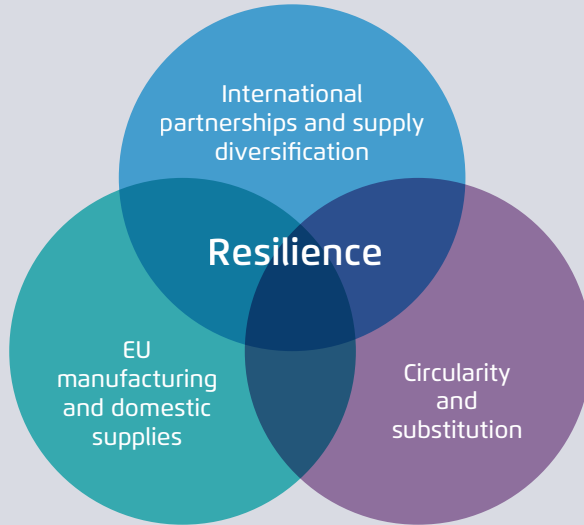 International
partnerships and supply
diversification
Resilience
EU
manufacturing
and domestic
supplies
Circularity
and
substitution